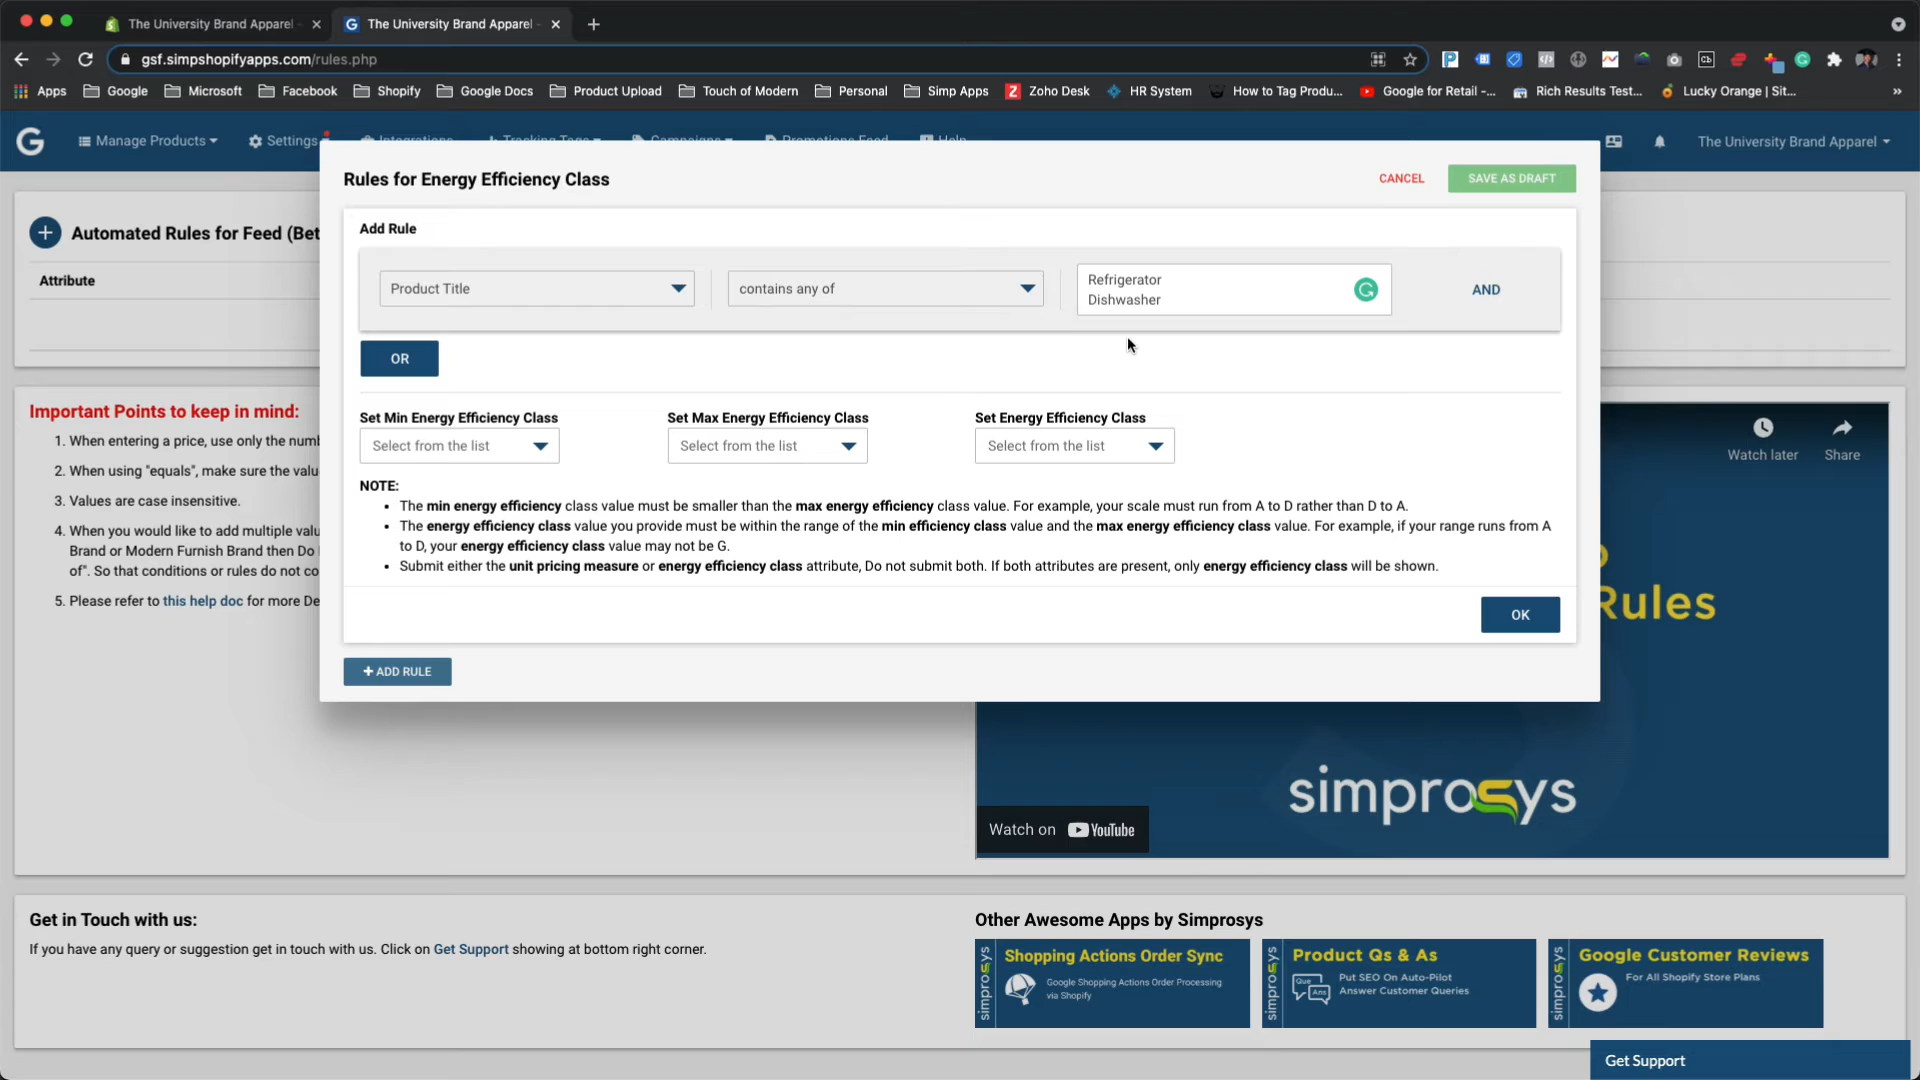 The University Brand Apparel
The University Brand Apparel
gsf.simpshopifyapps.com/rules.php
Apps Google Microsoft Facebook Shopify Google Docs Product Upload Touch of Modern Personal Simp Apps Zoho Desk HR System How to Tag Produ... Google for Retail -... Rich Results Test... Lucky Orange | Sit... »
G Manage Products Settings Integrations Tracking Tags Campaigns Promotions Feed Help The University Brand Apparel
Rules for Energy Efficiency Class
CANCEL
SAVE AS DRAFT
Automated Rules for Feed (Bet
Attribute
Add Rule
Product Title
contains any of
Refrigerator
Dishwasher
AND
OR
Set Min Energy Efficiency Class
Set Max Energy Efficiency Class
Set Energy Efficiency Class
Select from the list
Select from the list
Select from the list
NOTE:
• The min energy efficiency class value must be smaller than the max energy efficiency class value. For example, your scale must run from A to D rather than D to A.
• The energy efficiency class value you provide must be within the range of the min efficiency class value and the max energy efficiency class value. For example, if your range runs from A
to D, your energy efficiency class value may not be G.
• Submit either the unit pricing measure or energy efficiency class attribute, Do not submit both. If both attributes are present, only energy efficiency class will be shown.
OK
+ ADD RULE
Important Points to keep in mind:
1. When entering a price, use only the numb
2. When using "equals", make sure the valu
3. Values are case insensitive.
4. When you would like to add multiple valu
Brand or Modern Furnish Brand then Do
of". So that conditions or rules do not co
5. Please refer to this help doc for more De
Watch later
Share
Rules
simprosys
Watch on YouTube
Get in Touch with us:
If you have any query or suggestion get in touch with us. Click on Get Support showing at bottom right corner.
Other Awesome Apps by Simprosys
simprosys
Shopping Actions Order Sync
Google Shopping Actions Order Processing
via Shopify
simprosys
Product Qs & As
Que
Ans
Put SEO On Auto-Pilot
Answer Customer Queries
simprosys
Google Customer Reviews
For All Shopify Store Plans
Get Support